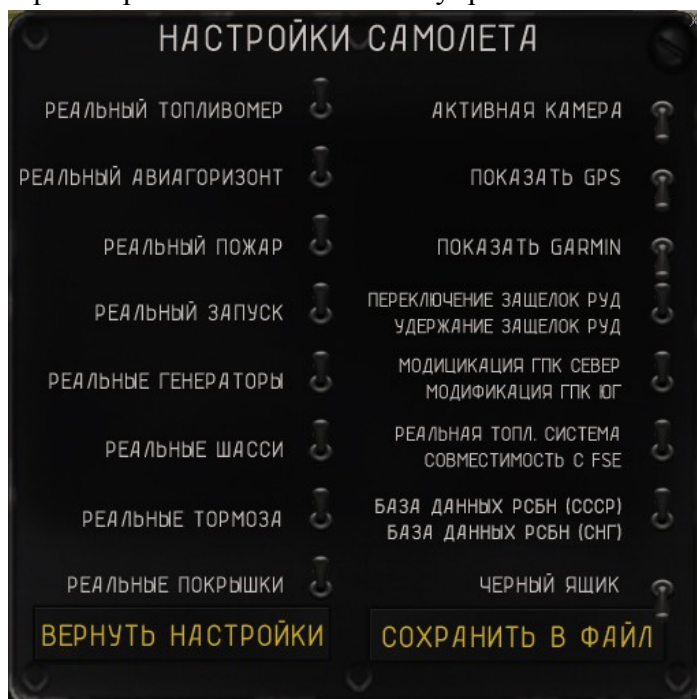 НАСТРОЙКИ САМОЛЕТА
РЕАЛЬНЫЙ ТОПЛИВОМЕР
РЕАЛЬНЫЙ АВИАГОРИЗОНТ
РЕАЛЬНЫЙ ПОЖАР
РЕАЛЬНЫЙ ЗАПУСК
РЕАЛЬНЫЕ ГЕНЕРАТОРЫ
РЕАЛЬНЫЕ ШАССИ
РЕАЛЬНЫЕ ТОРМОЗА
РЕАЛЬНЫЕ ПОКРЫШКИ
ВЕРНУТЬ НАСТРОЙКИ
АКТИВНАЯ КАМЕРА
ПОКАЗАТЬ GPS
ПОКАЗАТЬ GARMIN
ПЕРЕКЛЮЧЕНИЕ ЗАЩЕЛОК РУД
УДЕРЖАНИЕ ЗАЩЕЛОК РУД
МОДИЦИКАЦИЯ ГПК СЕВЕР
МОДИФИКАЦИЯ ГПК ЮГ
РЕАЛЬНАЯ ТОПЛ. СИСТЕМА
СОВМЕСТИМОСТЬ С FSE
БАЗА ДАННЫХ РСБН (СССР)
БАЗА ДАННЫХ РСБН (СНГ)
ЧЕРНЫЙ ЯЩИК
СОХРАНИТЬ В ФАЙЛ